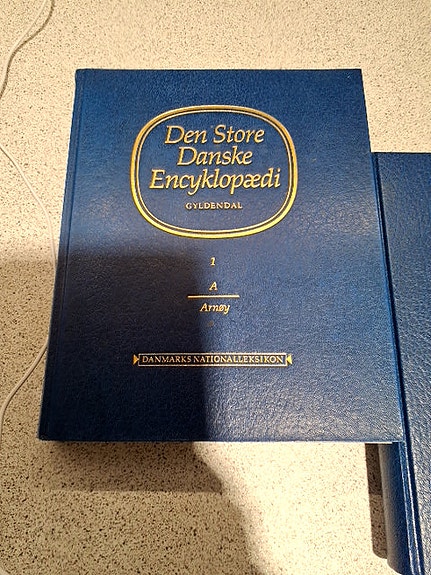 Den Store
Danske
Encyklopædi
GYLDENDAL
1
A
Arnøy
DANMARKS NATIONALLEKSIKON